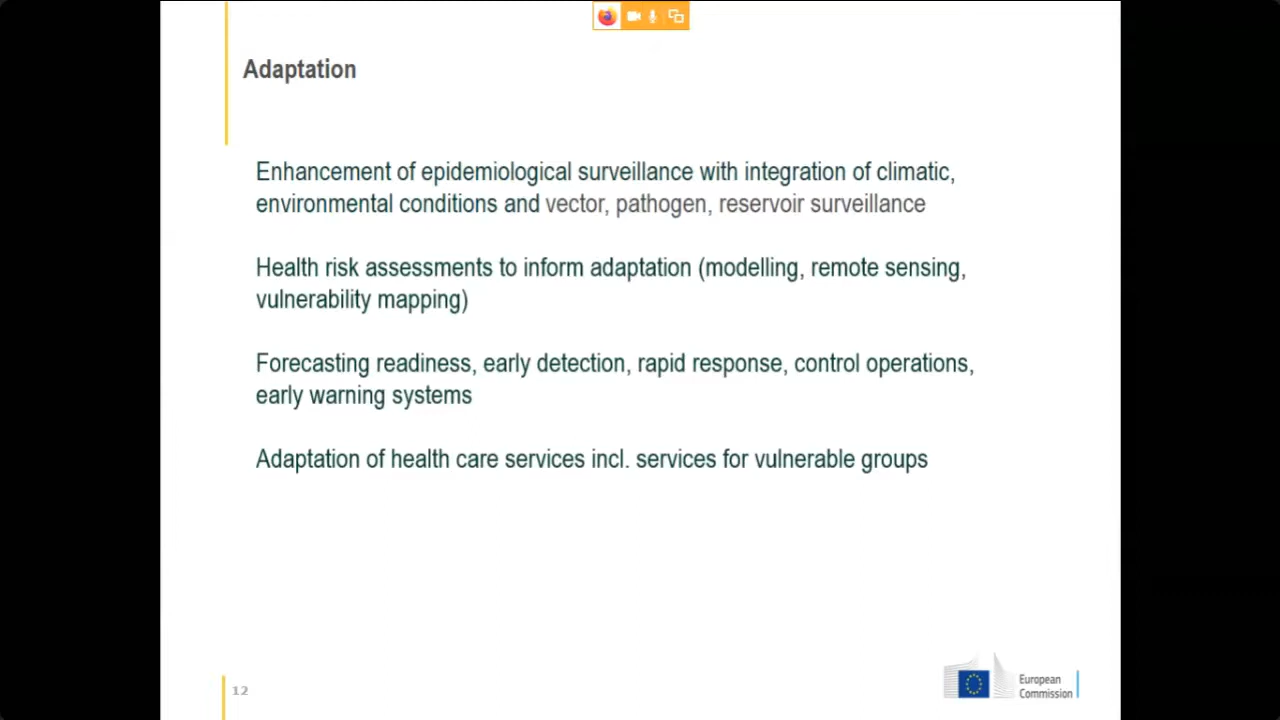 Adaptation
Enhancement of epidemiological surveillance with integration of climatic,
environmental conditions and vector, pathogen, reservoir surveillance
Health risk assessments to inform adaptation (modelling, remote sensing,
vulnerability mapping)
Forecasting readiness, early detection, rapid response, control operations,
early warning systems
Adaptation of health care services incl. services for vulnerable groups
12
European
Commission